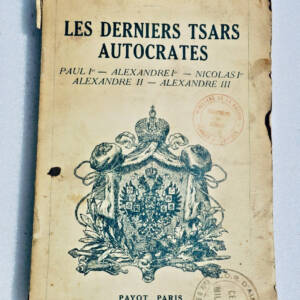 LES DERNIERS TSARS
AUTOCRATES
PAUL Iᵉʳ — ALEXANDRE Iᵉʳ — NICOLAS Iᵉʳ
ALEXANDRE II — ALEXANDRE III
PAYOT, PARIS